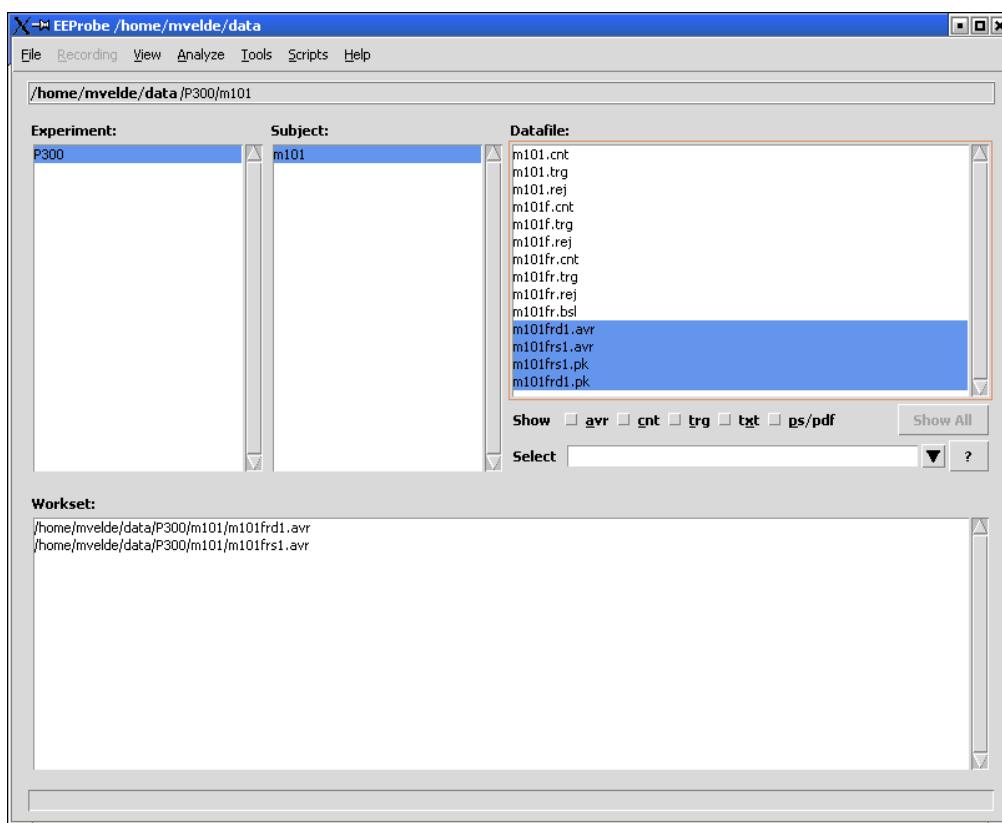 EEProbe /home/mvelde/data
File Recording View Analyze Tools Scripts Help
/home/mvelde/data /P300/m101
Experiment: Subject: Datafile:
P300
m101
m101.cnt
m101.trg
m101.rej
m101f.cnt
m101f.trg
m101f.rej
m101fr.cnt
m101fr.trg
m101fr.rej
m101fr.bsl
m101frd1.avr
m101frs1.avr
m101frs1.pk
m101frd1.pk
Show avr cnt trg txt ps/pdf Show All
Select ?
Workset:
/home/mvelde/data/P300/m101/m101frd1.avr
/home/mvelde/data/P300/m101/m101frs1.avr